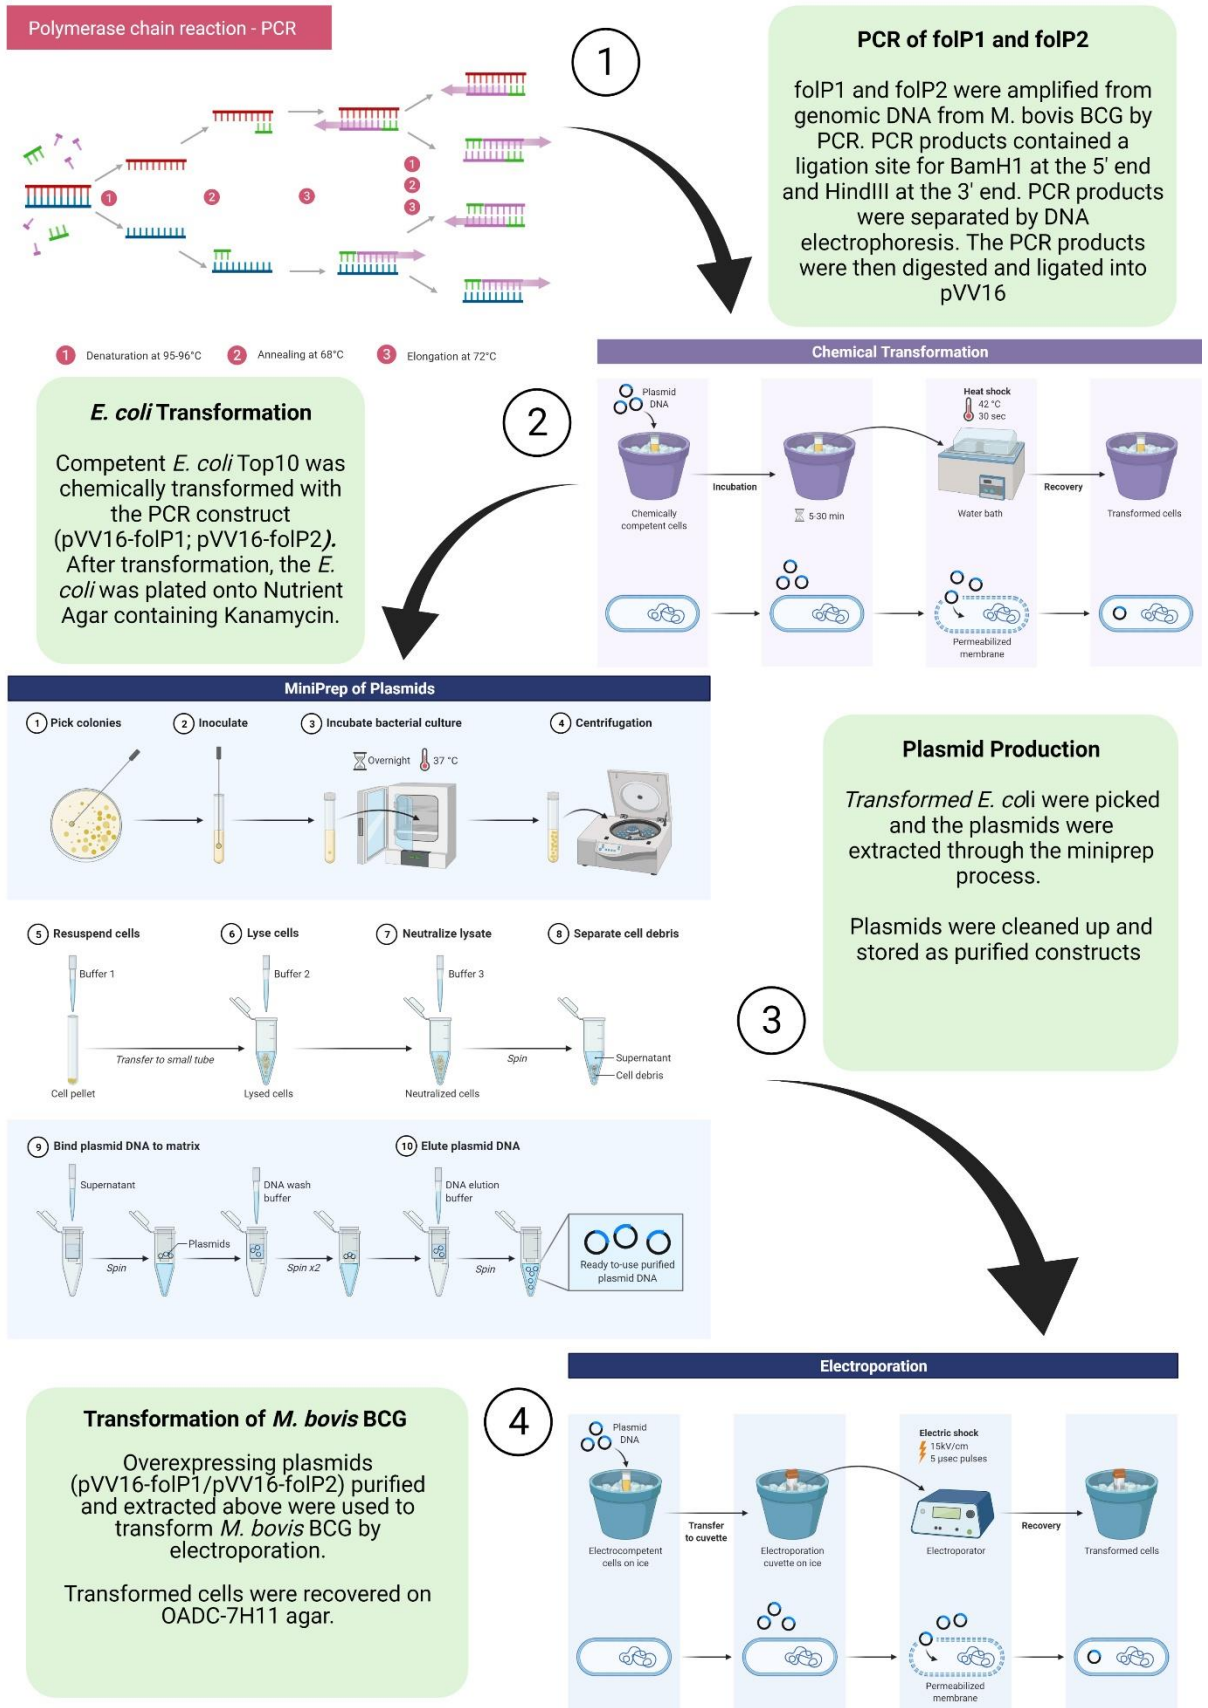 Polymerase chain reaction - PCR
1
2
3
1
2
3
1 Denaturation at 95-96°C
2 Annealing at 68°C
3 Elongation at 72°C
1
PCR of folP1 and folP2
folP1 and folP2 were amplified from
genomic DNA from M. bovis BCG by
PCR. PCR products contained a
ligation site for BamH1 at the 5' end
and HindIII at the 3' end. PCR products
were separated by DNA
electrophoresis. The PCR products
were then digested and ligated into
pVV16
E. coli Transformation
Competent E. coli Top10 was
chemically transformed with
the PCR construct
(pVV16-folP1; pVV16-folP2).
After transformation, the E.
coli was plated onto Nutrient
Agar containing Kanamycin.
2
Chemical Transformation
Plasmid
DNA
Chemically
competent cells
Incubation
5-30 min
Heat shock
42 °C
30 sec
Water bath
Recovery
Transformed cells
Permeabilized
membrane
MiniPrep of Plasmids
1 Pick colonies
2 Inoculate
3 Incubate bacterial culture
Overnight
37 °C
4 Centrifugation
5 Resuspend cells
Buffer 1
Cell pellet
Transfer to small tube
6 Lyse cells
Buffer 2
Lysed cells
7 Neutralize lysate
Buffer 3
Neutralized cells
Spin
8 Separate cell debris
Supernatant
Cell debris
9 Bind plasmid DNA to matrix
Supernatant
Spin
Plasmids
DNA wash
buffer
Spin x2
10 Elute plasmid DNA
DNA elution
buffer
Spin
Ready to-use purified
plasmid DNA
Plasmid Production
Transformed E. coli were picked
and the plasmids were
extracted through the miniprep
process.
Plasmids were cleaned up and
stored as purified constructs
3
Transformation of M. bovis BCG
Overexpressing plasmids
(pVV16-folP1/pVV16-folP2) purified
and extracted above were used to
transform M. bovis BCG by
electroporation.
Transformed cells were recovered on
OADC-7H11 agar.
4
Electroporation
Plasmid
DNA
Electrocompetent
cells on ice
Transfer
to cuvette
Electroporation
cuvette on ice
Electric shock
15kV/cm
5 µsec pulses
Electroporator
Recovery
Transformed cells
Permeabilized
membrane